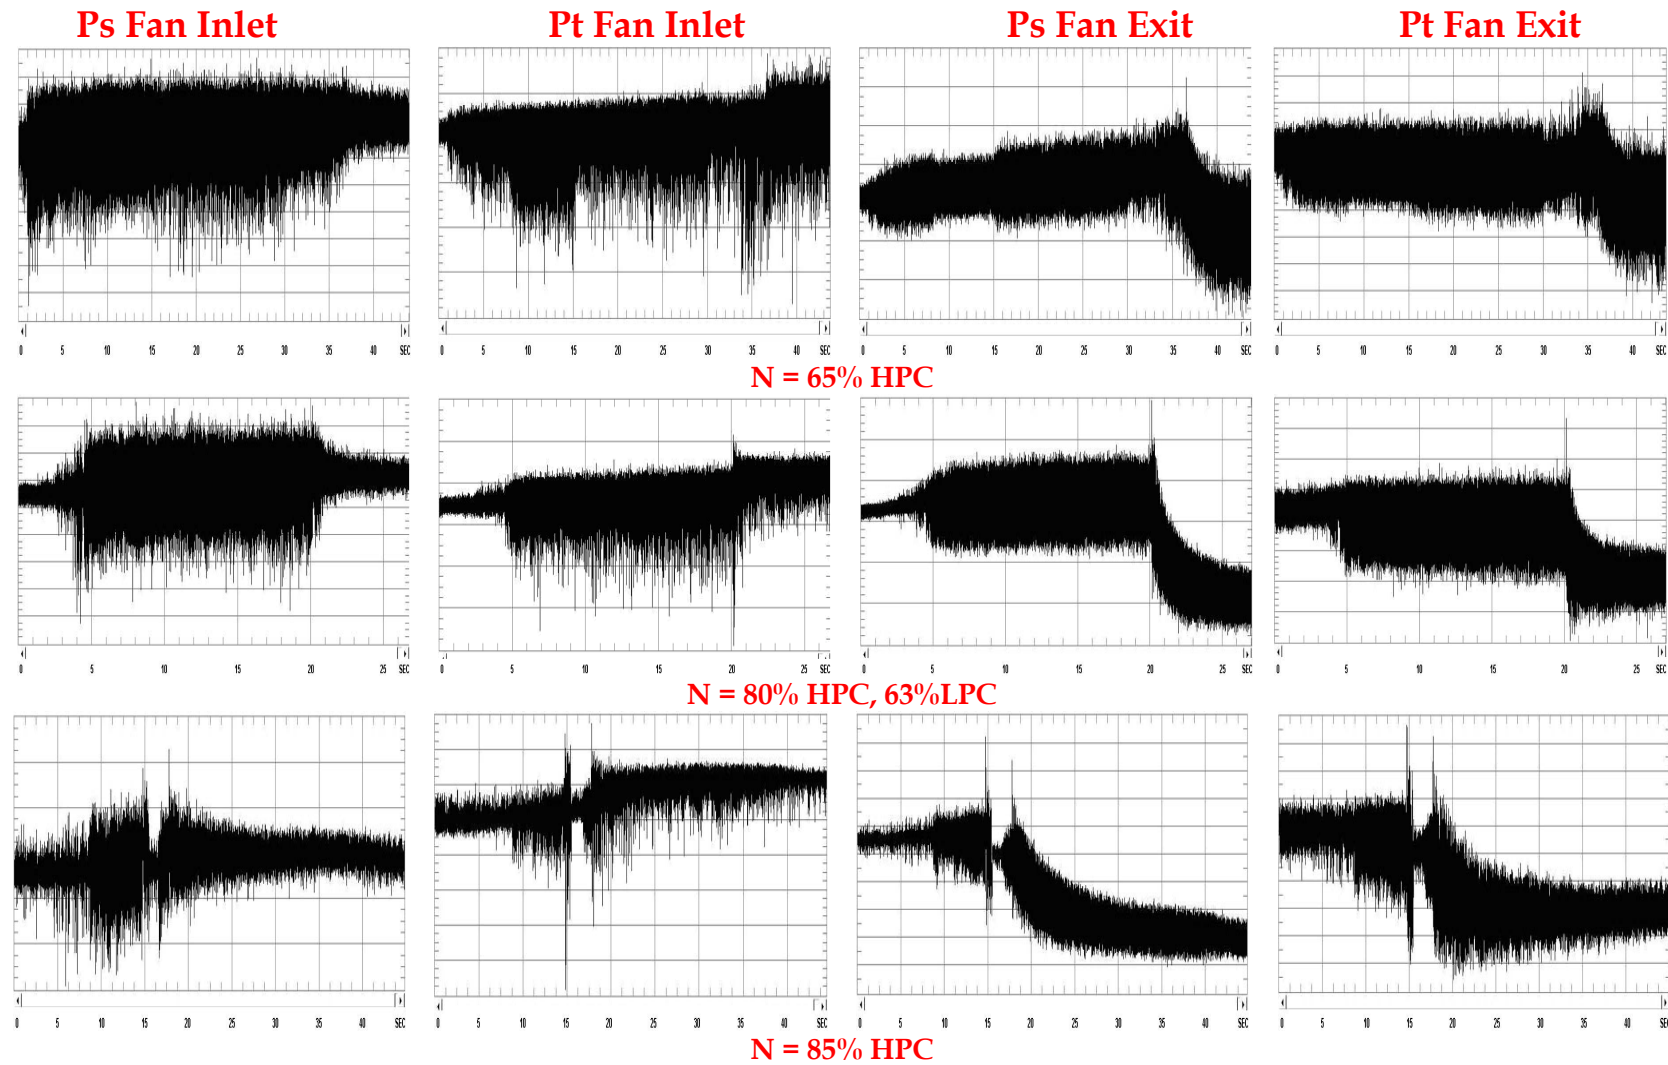 Ps Fan Inlet Pt Fan Inlet Ps Fan Exit Pt Fan Exit
0 5 10 15 20 25 30 35 40 SEC 0 5 10 15 20 25 30 35 40 SEC 0 5 10 15 20 25 30 35 40 SEC 0 5 10 15 20 25 30 35 40 SEC
N = 65% HPC
0 5 10 15 20 25 SEC 0 5 10 15 20 25 SEC 0 5 10 15 20 25 SEC 0 5 10 15 20 25 SEC
N = 80% HPC, 63%LPC
0 5 10 15 20 25 30 35 40 SEC 0 5 10 15 20 25 30 35 40 SEC 0 5 10 15 20 25 30 35 40 SEC 0 5 10 15 20 25 30 35 40 SEC
N = 85% HPC